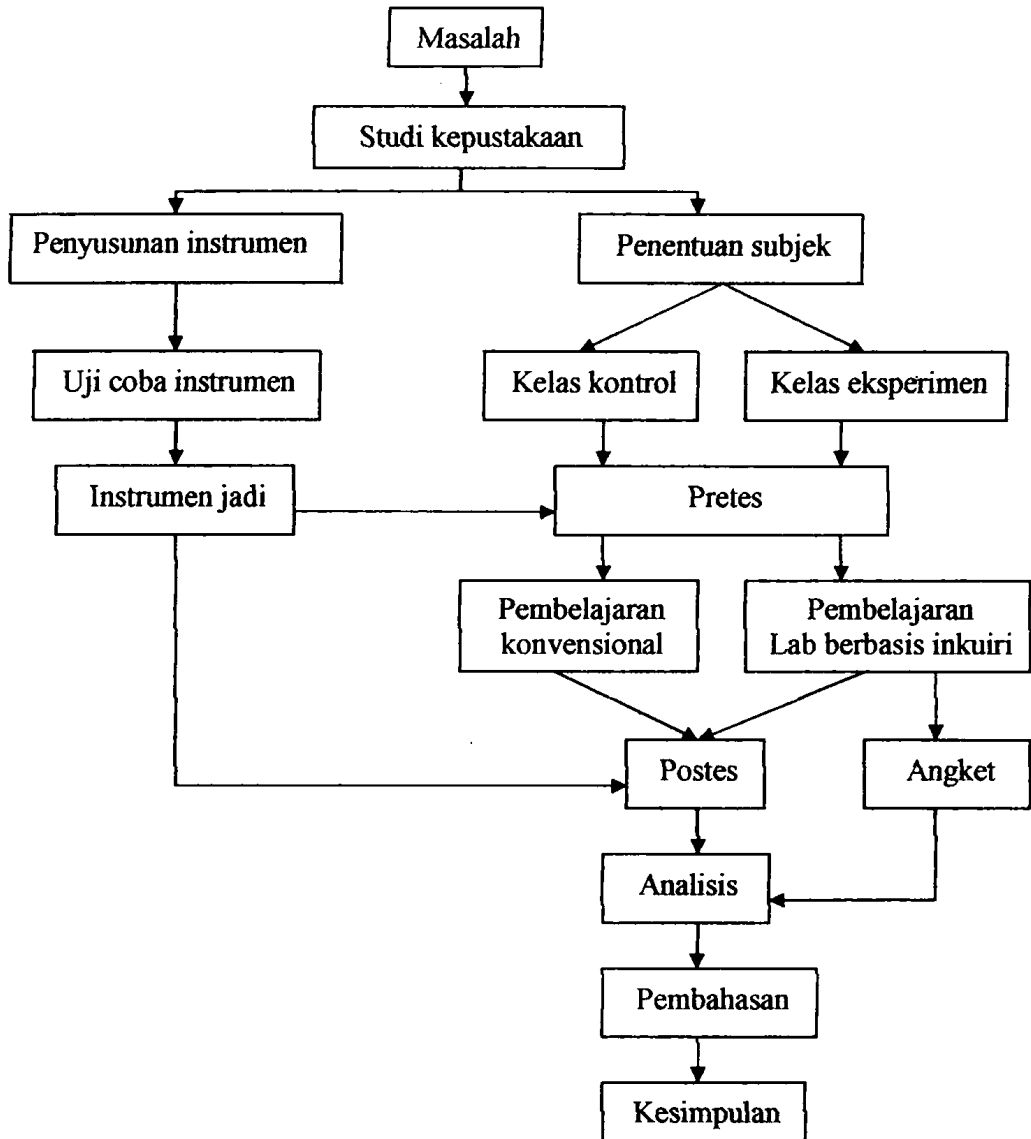 Masalah
Studi kepustakaan
Penyusunan instrumen
Penentuan subjek
Uji coba instrumen
Kelas kontrol
Kelas eksperimen
Instrumen jadi
Pretes
Pembelajaran
konvensional
Pembelajaran
Lab berbasis inkuiri
Postes
Angket
Analisis
Pembahasan
Kesimpulan